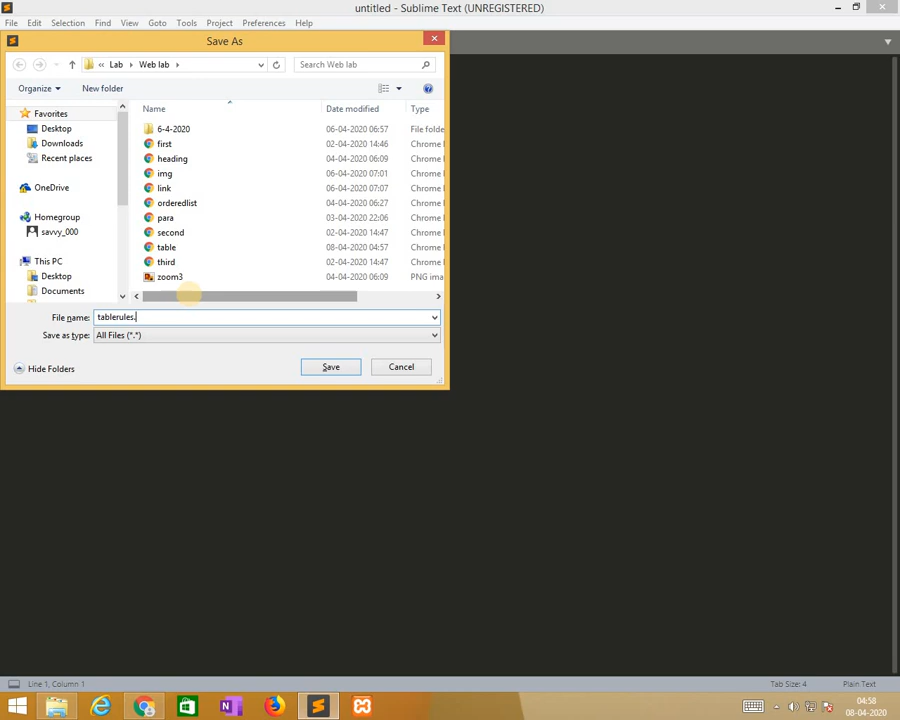 untitled - Sublime Text (UNREGISTERED)
File Edit Selection Find View Goto Tools Project Preferences Help
Save As
« Lab Web lab Search Web lab
Organize New folder
Name Date modified Type
Favorites
Desktop
Downloads
Recent places
OneDrive
Homegroup
savvy_000
This PC
Desktop
Documents
6-4-2020 06-04-2020 06:57 File folde
first 02-04-2020 14:46 Chrome
heading 04-04-2020 06:09 Chrome
img 06-04-2020 07:01 Chrome
link 06-04-2020 07:07 Chrome
orderedlist 04-04-2020 06:27 Chrome
para 03-04-2020 22:06 Chrome
second 02-04-2020 14:47 Chrome
table 08-04-2020 04:57 Chrome
third 02-04-2020 14:47 Chrome
zoom3 04-04-2020 06:09 PNG ima
File name: tablerules.
Save as type: All Files (*.*)
Hide Folders Save Cancel
Line 1, Column 1 Tab Size: 4 Plain Text
04:58
08-04-2020